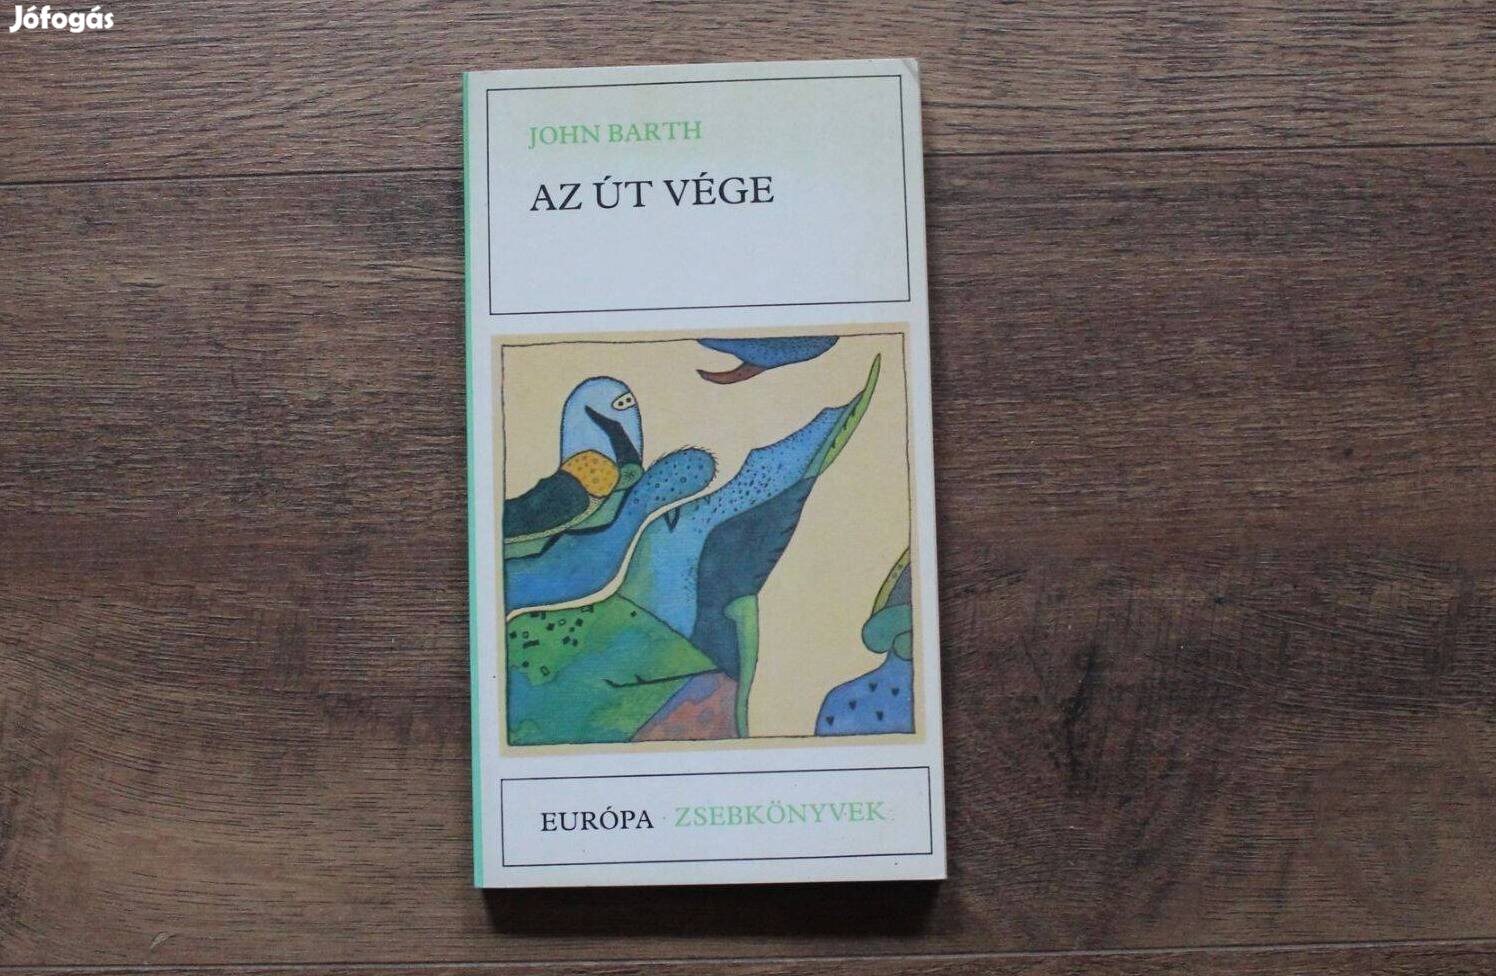 Jófogás
JOHN BARTH
AZ ÚT VÉGE
EURÓPA · ZSEBKÖNYVEK